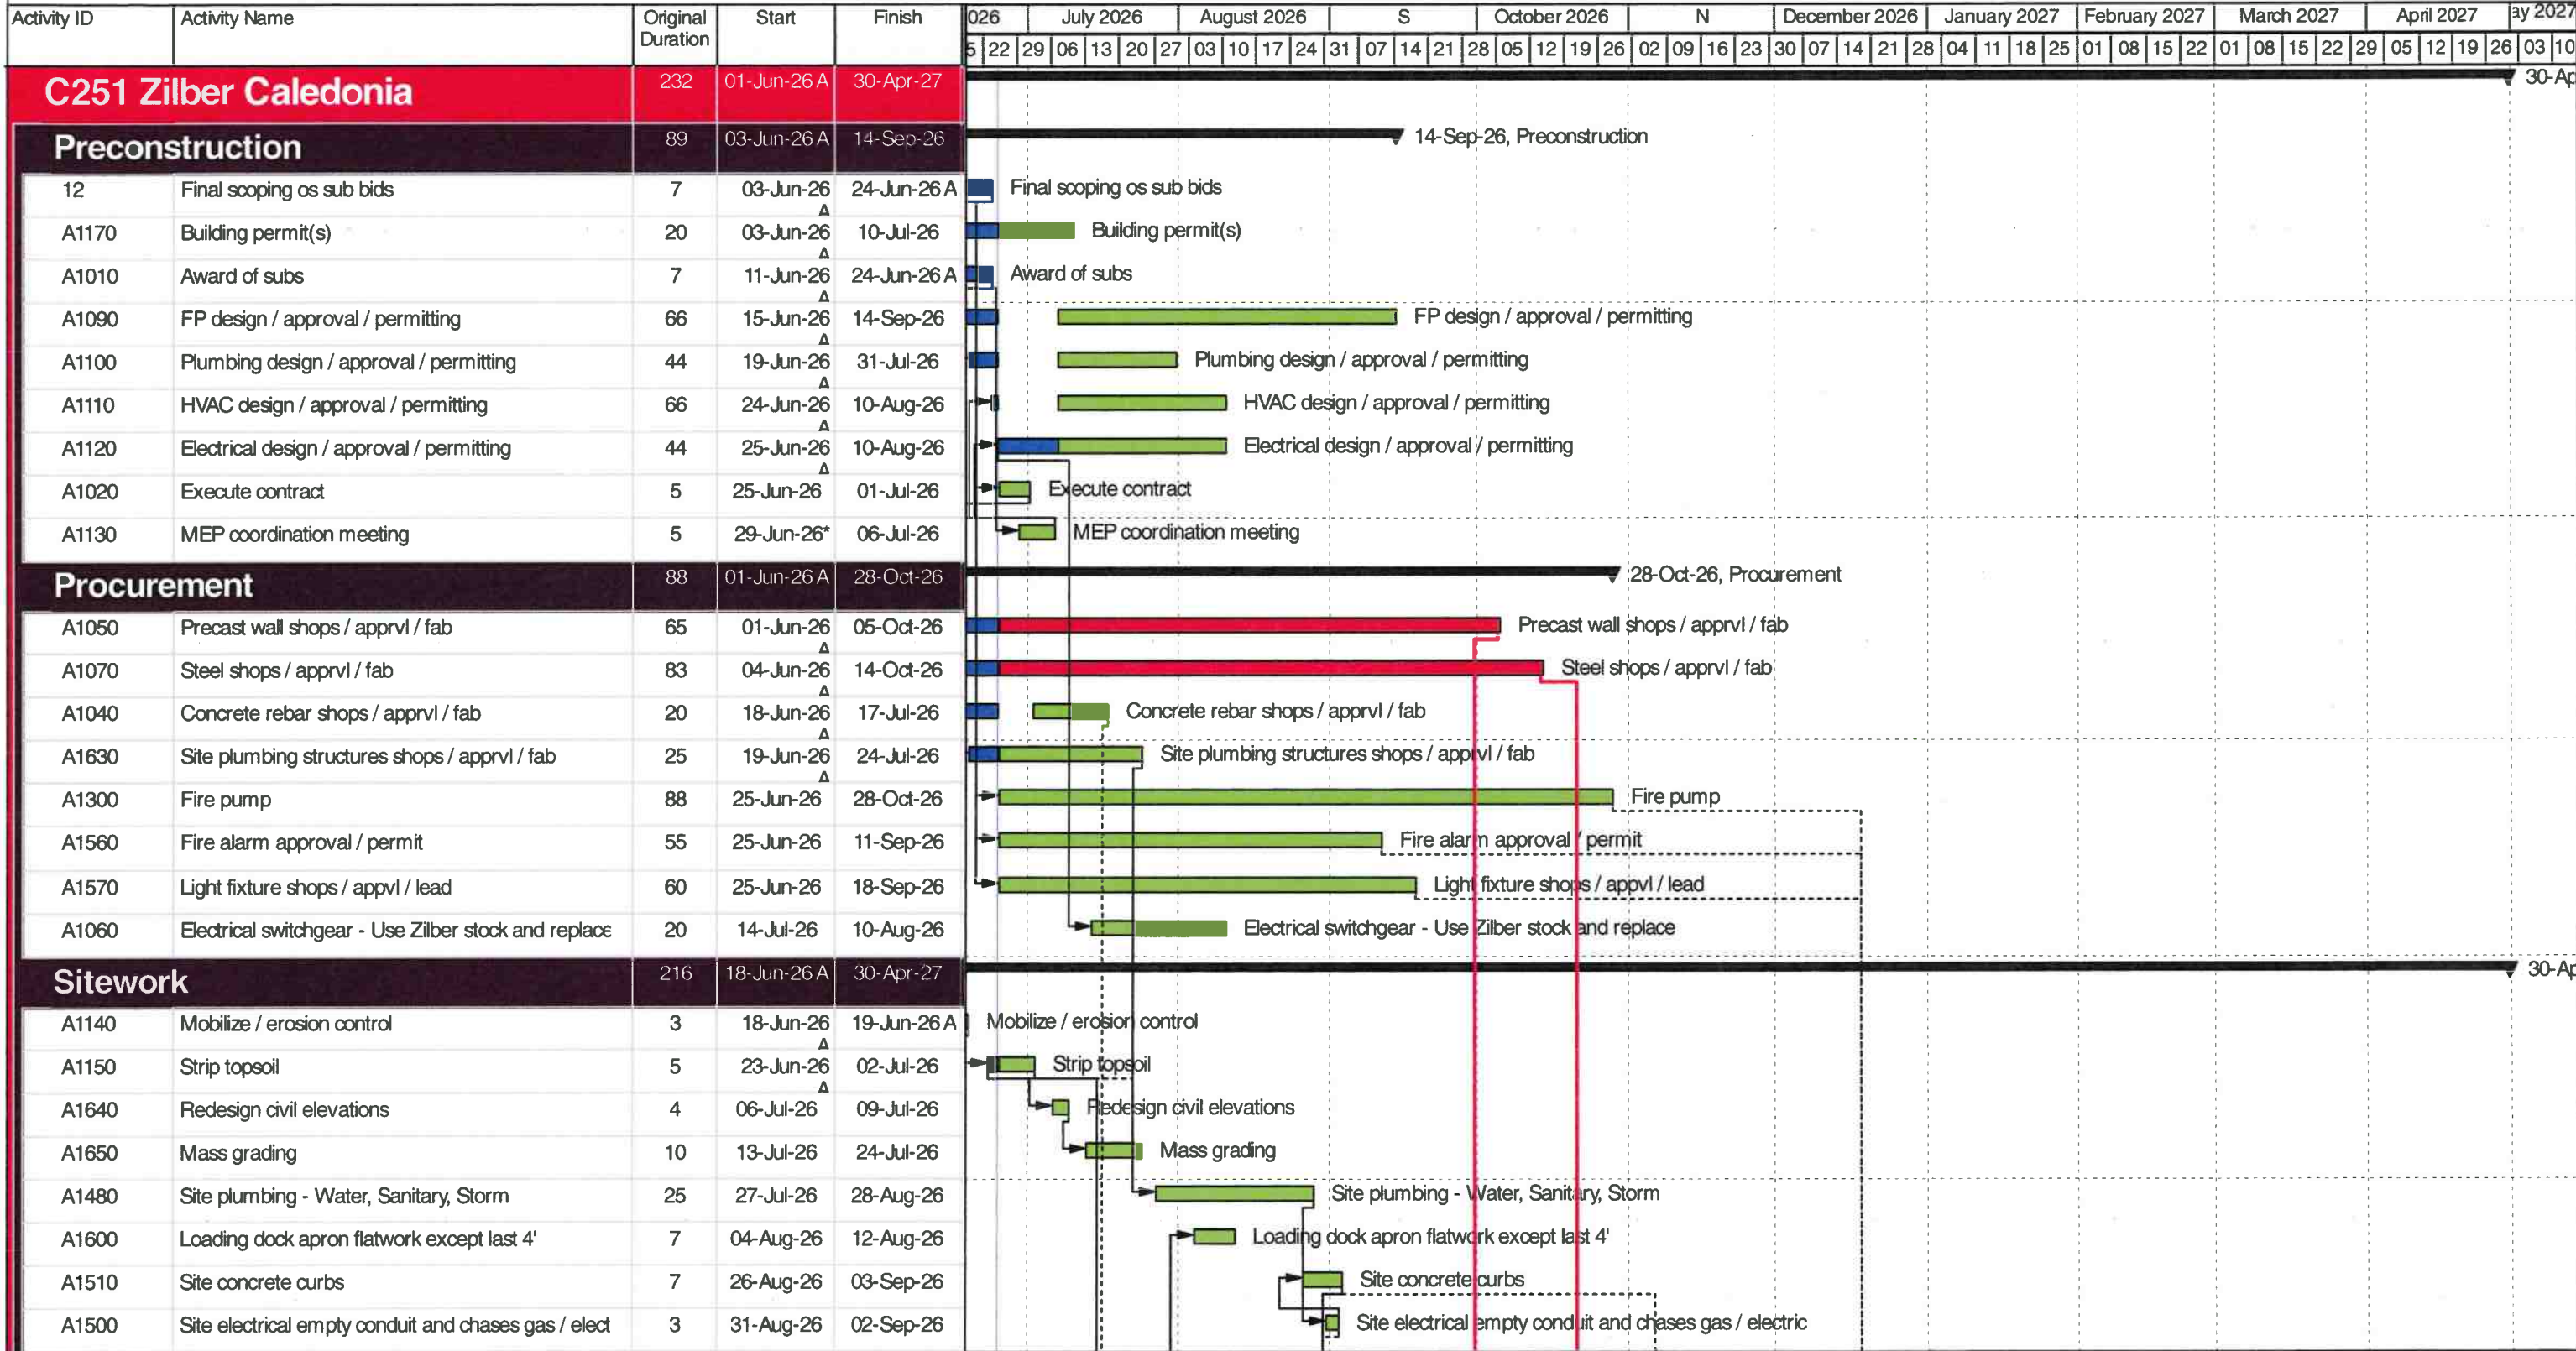 Activity ID Activity Name Original Duration Start Finish
026 July 2026 August 2026 S October 2026 N December 2026 January 2027 February 2027 March 2027 April 2027 ay 2027
5 22 29 06 13 20 27 03 10 17 24 31 07 14 21 28 05 12 19 26 02 09 16 23 30 07 14 21 28 04 11 18 25 01 08 15 22 01 08 15 22 29 05 12 19 26 03 10
C251 Zilber Caledonia 232 01-Jun-26 A 30-Apr-27 30-Ap
Preconstruction 89 03-Jun-26 A 14-Sep-26 14-Sep-26, Preconstruction
12 Final scoping os sub bids 7 03-Jun-26 A 24-Jun-26 A Final scoping os sub bids
A1170 Building permit(s) 20 03-Jun-26 A 10-Jul-26 Building permit(s)
A1010 Award of subs 7 11-Jun-26 A 24-Jun-26 A Award of subs
A1090 FP design / approval / permitting 66 15-Jun-26 A 14-Sep-26 FP design / approval / permitting
A1100 Plumbing design / approval / permitting 44 19-Jun-26 A 31-Jul-26 Plumbing design / approval / permitting
A1110 HVAC design / approval / permitting 66 24-Jun-26 A 10-Aug-26 HVAC design / approval / permitting
A1120 Electrical design / approval / permitting 44 25-Jun-26 A 10-Aug-26 Electrical design / approval / permitting
A1020 Execute contract 5 25-Jun-26 01-Jul-26 Execute contract
A1130 MEP coordination meeting 5 29-Jun-26* 06-Jul-26 MEP coordination meeting
Procurement 88 01-Jun-26 A 28-Oct-26 28-Oct-26, Procurement
A1050 Precast wall shops / apprvl / fab 65 01-Jun-26 A 05-Oct-26 Precast wall shops / apprvl / fab
A1070 Steel shops / apprvl / fab 83 04-Jun-26 A 14-Oct-26 Steel shops / apprvl / fab
A1040 Concrete rebar shops / apprvl / fab 20 18-Jun-26 A 17-Jul-26 Concrete rebar shops / apprvl / fab
A1630 Site plumbing structures shops / apprvl / fab 25 19-Jun-26 A 24-Jul-26 Site plumbing structures shops / apprvl / fab
A1300 Fire pump 88 25-Jun-26 28-Oct-26 Fire pump
A1560 Fire alarm approval / permit 55 25-Jun-26 11-Sep-26 Fire alarm approval / permit
A1570 Light fixture shops / appvl / lead 60 25-Jun-26 18-Sep-26 Light fixture shops / appvl / lead
A1060 Electrical switchgear - Use Zilber stock and replace 20 14-Jul-26 10-Aug-26 Electrical switchgear - Use Zilber stock and replace
Sitework 216 18-Jun-26 A 30-Apr-27 30-Ap
A1140 Mobilize / erosion control 3 18-Jun-26 A 19-Jun-26 A Mobilize / erosion control
A1150 Strip topsoil 5 23-Jun-26 A 02-Jul-26 Strip topsoil
A1640 Redesign civil elevations 4 06-Jul-26 09-Jul-26 Redesign civil elevations
A1650 Mass grading 10 13-Jul-26 24-Jul-26 Mass grading
A1480 Site plumbing - Water, Sanitary, Storm 25 27-Jul-26 28-Aug-26 Site plumbing - Water, Sanitary, Storm
A1600 Loading dock apron flatwork except last 4' 7 04-Aug-26 12-Aug-26 Loading dock apron flatwork except last 4'
A1510 Site concrete curbs 7 26-Aug-26 03-Sep-26 Site concrete curbs
A1500 Site electrical empty conduit and chases gas / elect 3 31-Aug-26 02-Sep-26 Site electrical empty conduit and chases gas / electric